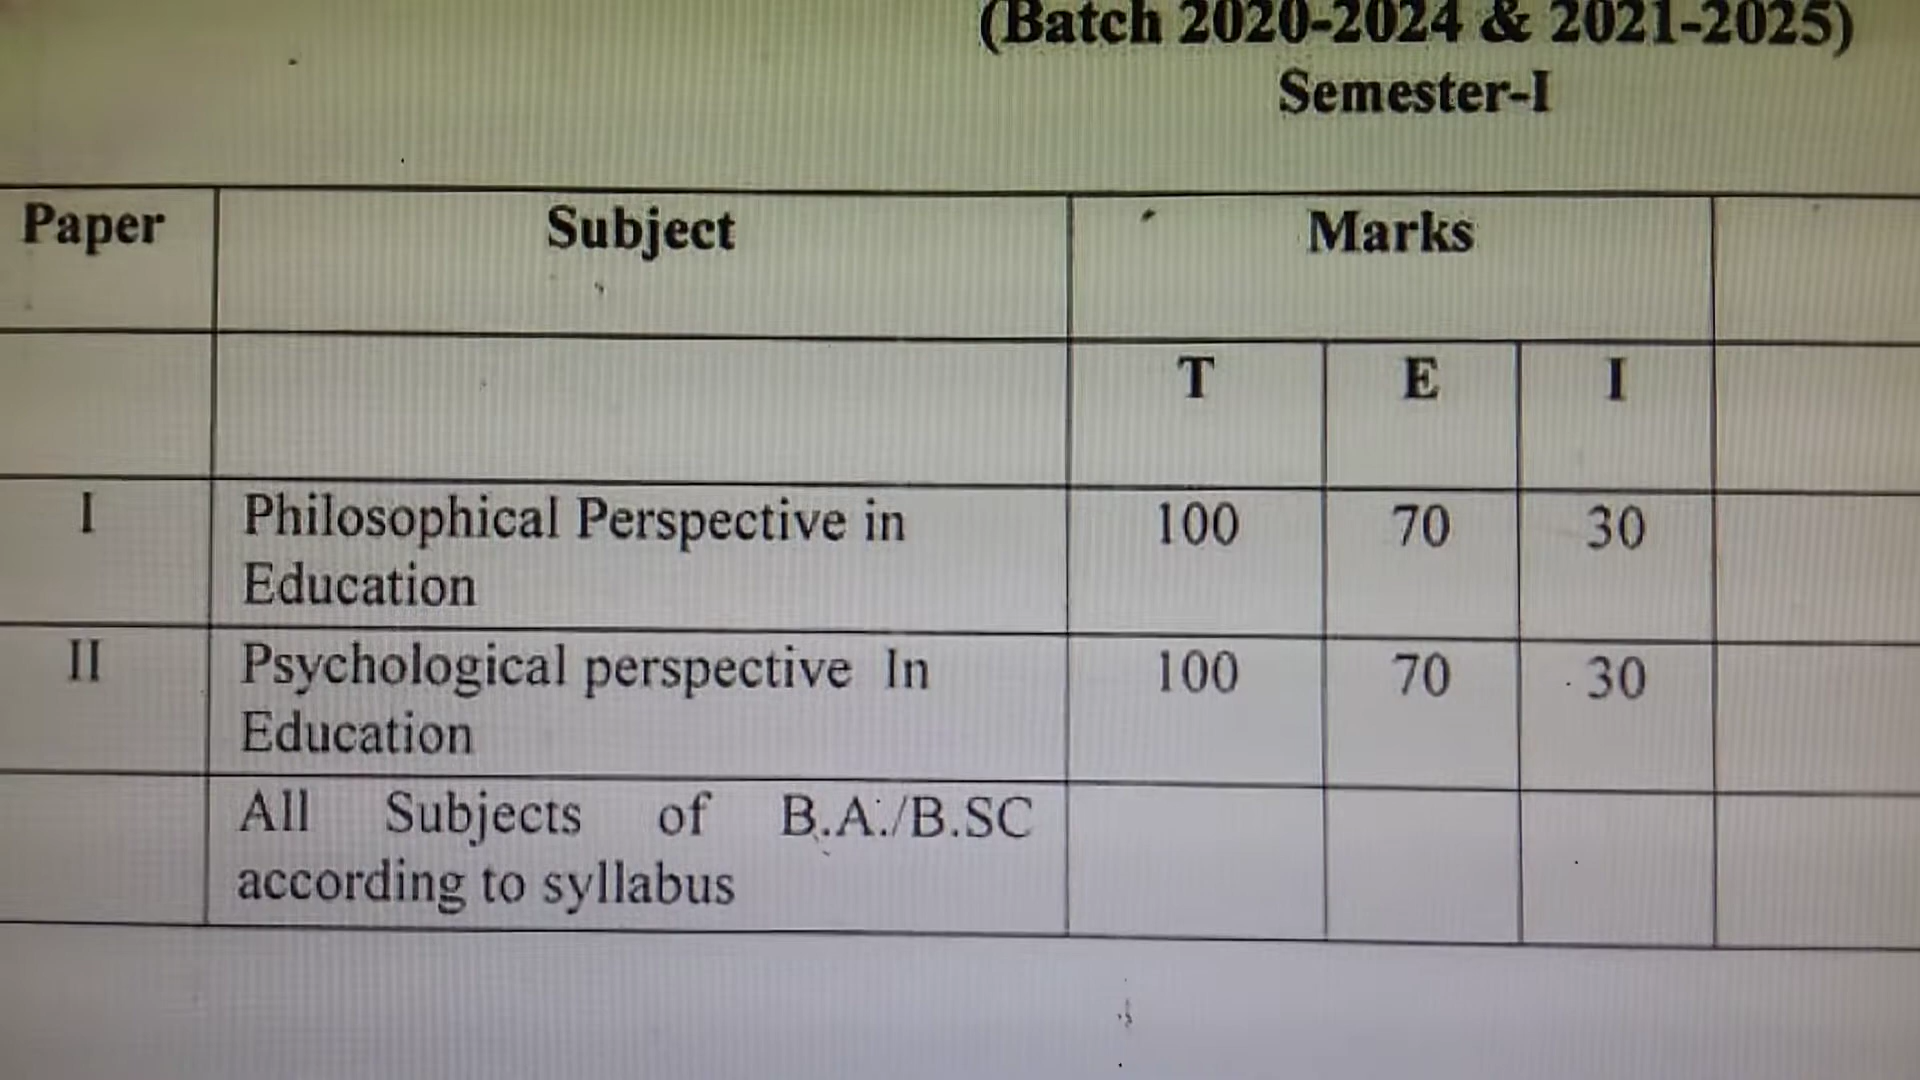 (Batch 2020-2024 & 2021-2025)
Semester-I
Paper Subject Marks
T E I
I Philosophical Perspective in 100 70 30
Education
II Psychological perspective In 100 70 30
Education
All Subjects of B.A./B.SC
according to syllabus